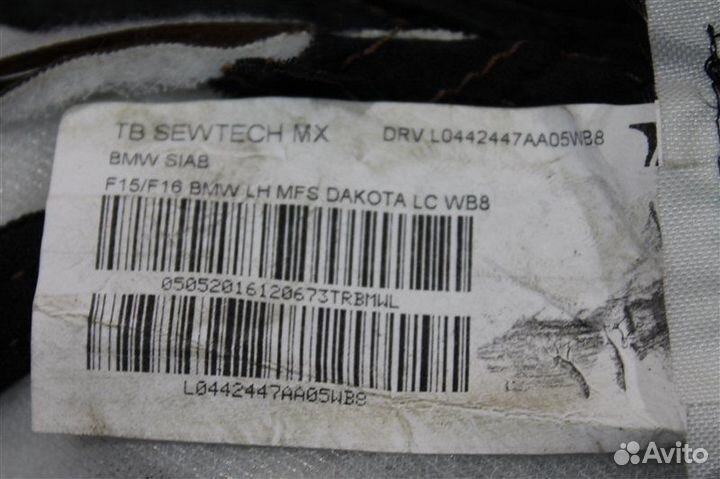 TB SEWTECH MX DRV L0442447AA05WB8
BMW SIAB
F15/F16 BMW LH MFS DAKOTA LC WB8
05052016120673TRBMWL
L0442447AA05WB8
Avito